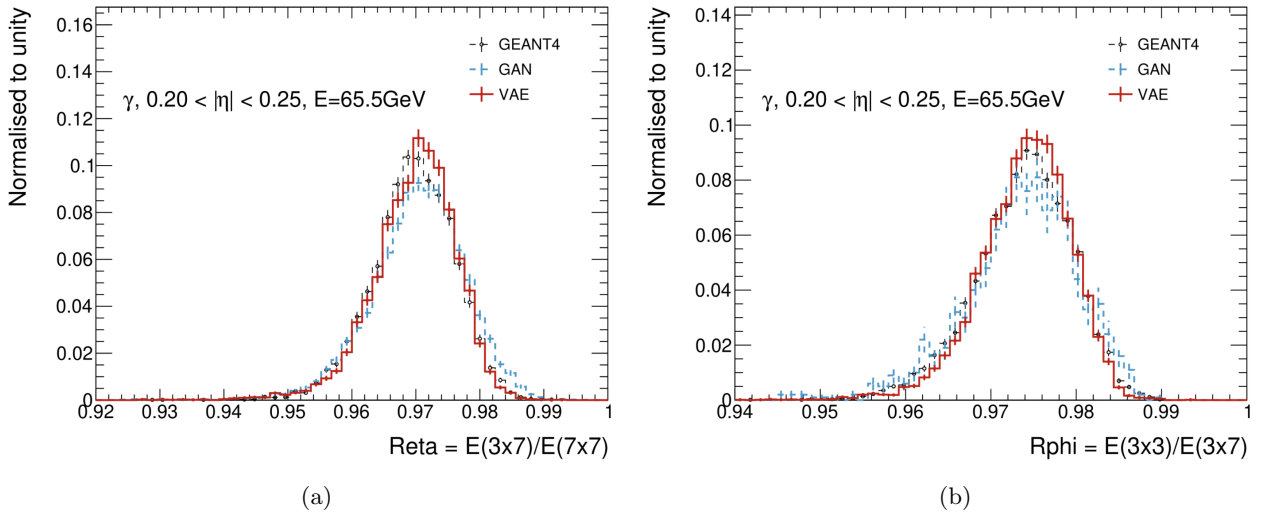 Normalised to unity
0.16
0.14
0.12
0.1
0.08
0.06
0.04
0.02
0
GEANT4
GAN
VAE
γ, 0.20 < |η| < 0.25, E=65.5GeV
0.92 0.93 0.94 0.95 0.96 0.97 0.98 0.99 1
Reta = E(3x7)/E(7x7)
(a)
Normalised to unity
0.14
0.12
0.1
0.08
0.06
0.04
0.02
0
GEANT4
GAN
VAE
γ, 0.20 < |η| < 0.25, E=65.5GeV
0.94 0.95 0.96 0.97 0.98 0.99 1
Rphi = E(3x3)/E(3x7)
(b)